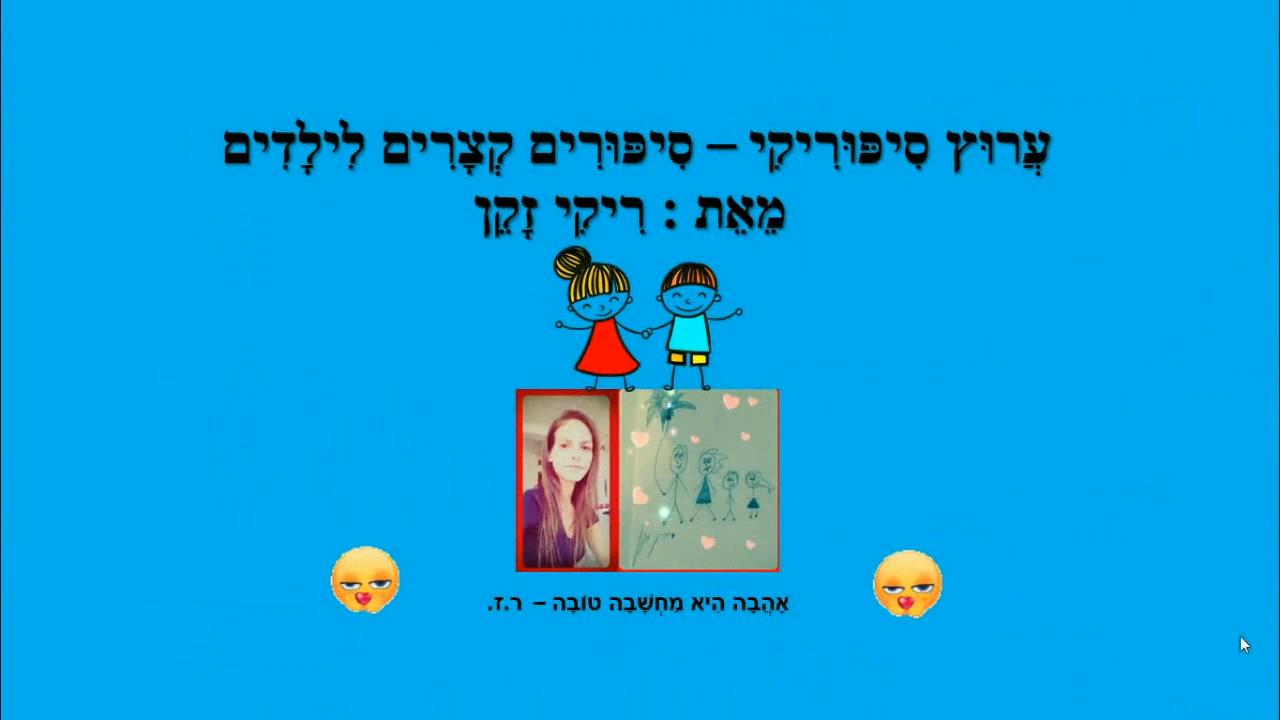 עֲרוּץ סִיפּוּרִיקִי – סִיפּוּרִים קְצָרִים לִילָדִים
מֵאֵת : רִיקִי זָקֵן
אָהֲבָה הִיא מַחְשָׁבָה טוֹבָה – ר.ז.